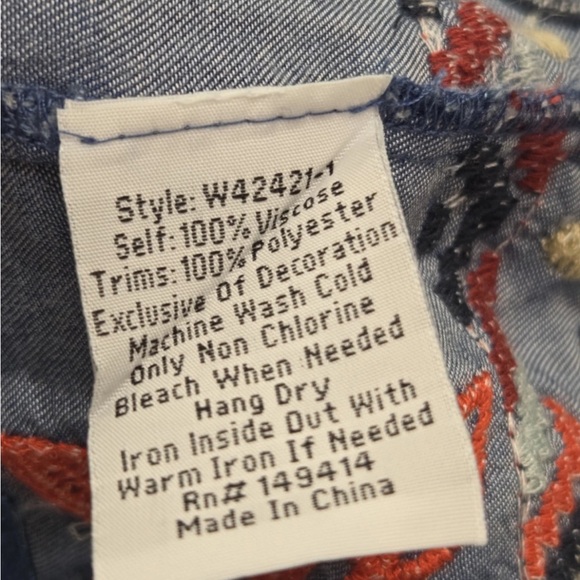 Style: W42421-1
Self: 100% Viscose
Trims: 100% Polyester
Exclusive of Decoration
Machine Wash Cold
Only Non Chlorine
Bleach When Needed
Hang Dry
Iron Inside Out With
Warm Iron If Needed
Rn# 149414
Made In China